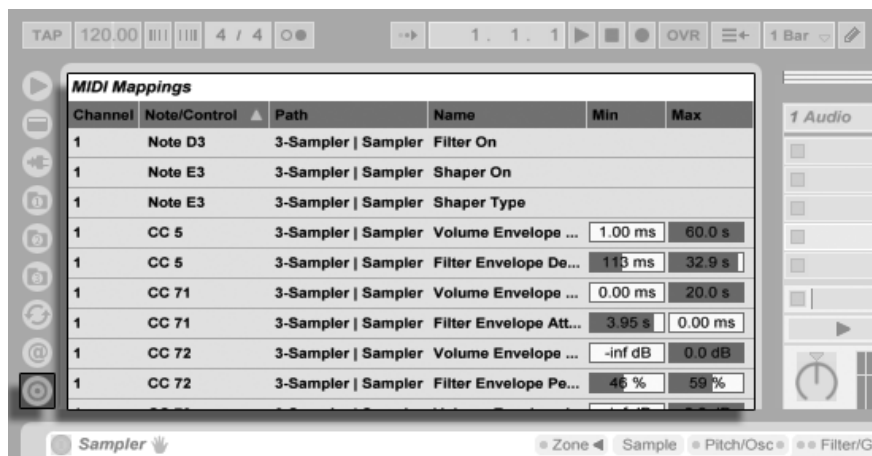 TAP 120.00 4 / 4 1 . 1 . 1 OVR 1 Bar
MIDI Mappings
Channel Note/Control Path Name Min Max
1 Note D3 3-Sampler | Sampler Filter On
1 Note E3 3-Sampler | Sampler Shaper On
1 Note E3 3-Sampler | Sampler Shaper Type
1 CC 5 3-Sampler | Sampler Volume Envelope ... 1.00 ms 60.0 s
1 CC 5 3-Sampler | Sampler Filter Envelope De... 113 ms 32.9 s
1 CC 71 3-Sampler | Sampler Volume Envelope ... 0.00 ms 20.0 s
1 CC 71 3-Sampler | Sampler Filter Envelope Att... 3.95 s 0.00 ms
1 CC 72 3-Sampler | Sampler Volume Envelope ... -inf dB 0.0 dB
1 CC 72 3-Sampler | Sampler Filter Envelope Pe... 46 % 59 %
1 Audio
1
2
3
@
Sampler Zone Sample Pitch/Osc Filter/G